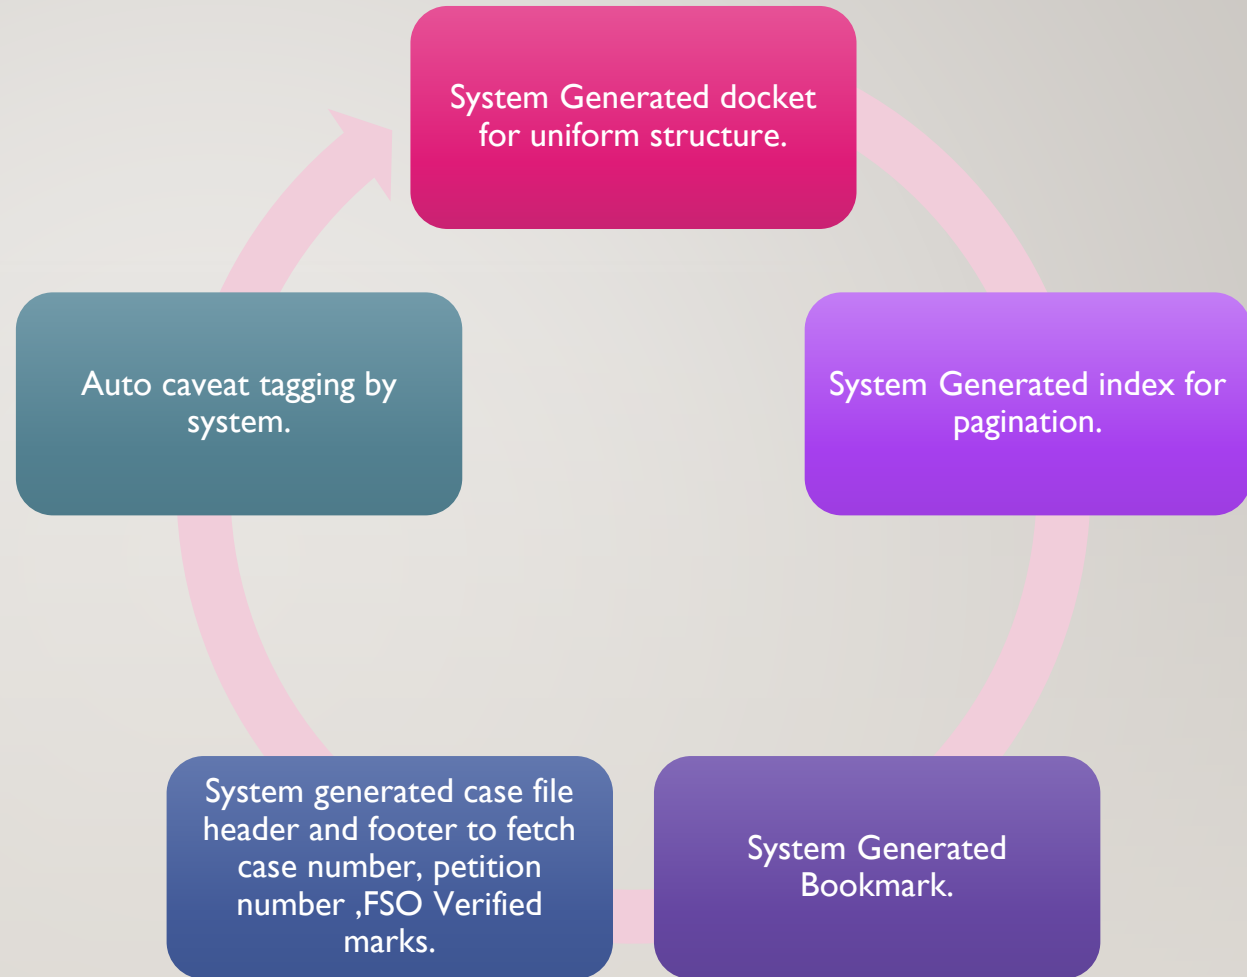 System Generated docket
for uniform structure.
System Generated index for
pagination.
System Generated
Bookmark.
System generated case file
header and footer to fetch
case number, petition
number ,FSO Verified
marks.
Auto caveat tagging by
system.